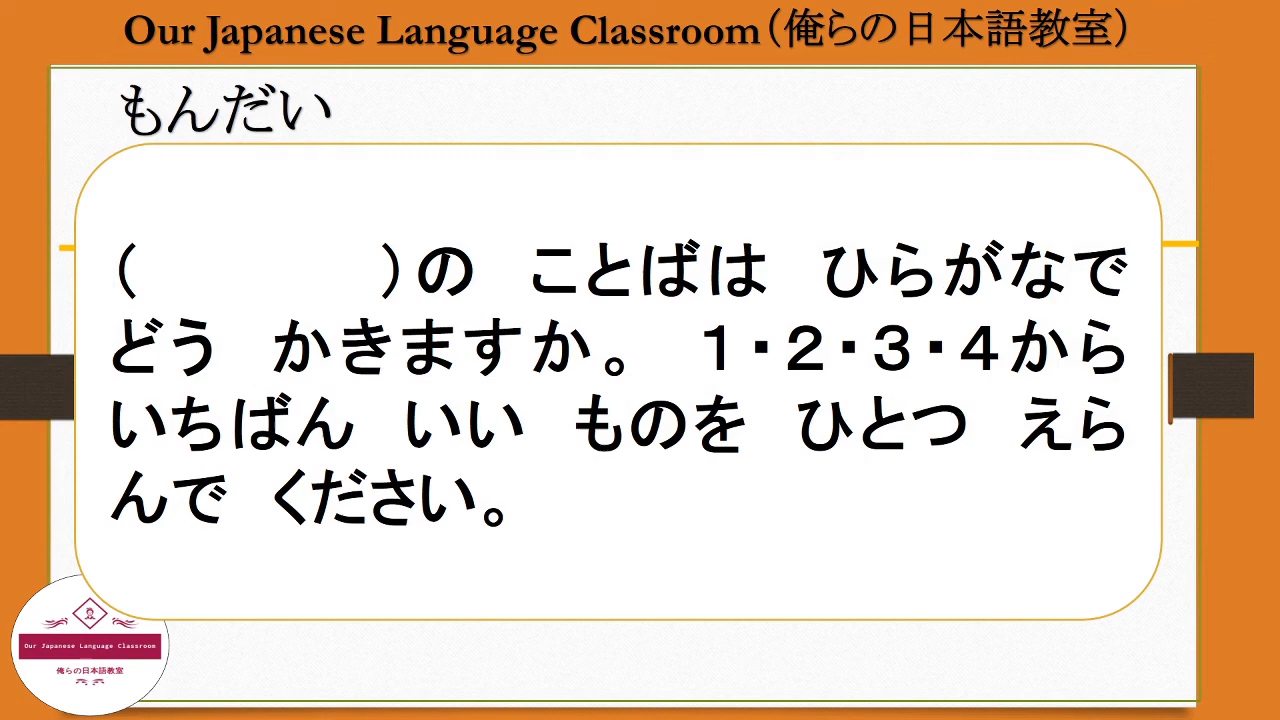 Our Japanese Language Classroom(俺らの日本語教室)
もんだい
(　　　　)の　ことばは　ひらがなで
どう　かきますか。　1・2・3・4から
いちばん　いい　ものを　ひとつ　えら
んで　ください。
Our Japanese Language Classroom
俺らの日本語教室